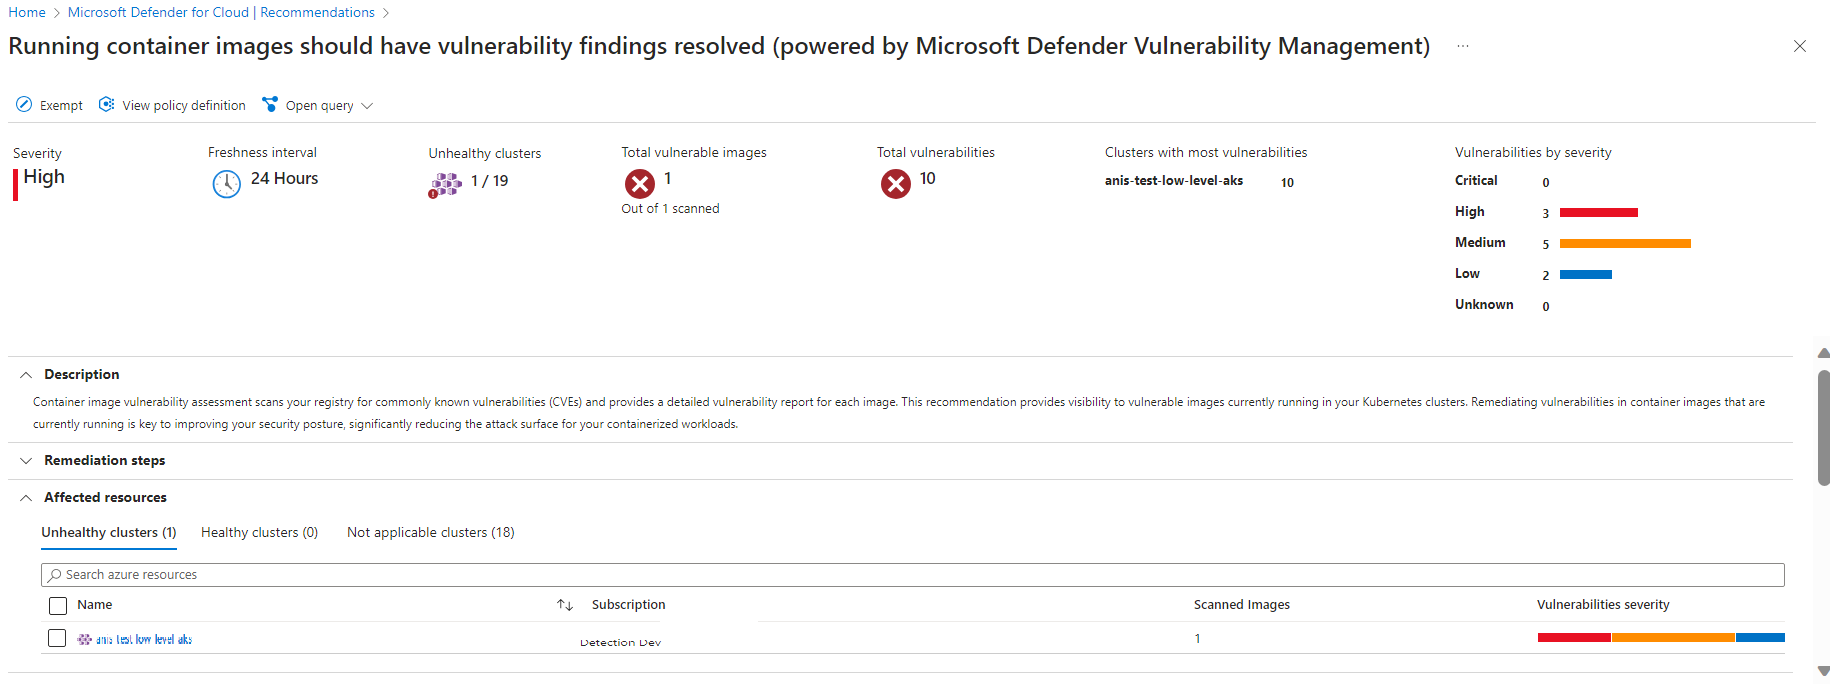 Home > Microsoft Defender for Cloud | Recommendations >
Running container images should have vulnerability findings resolved (powered by Microsoft Defender Vulnerability Management) ...
Exempt View policy definition Open query
Severity
High
Freshness interval
24 Hours
Unhealthy clusters
1 / 19
Total vulnerable images
1
Out of 1 scanned
Total vulnerabilities
10
Clusters with most vulnerabilities
anis-test-low-level-aks 10
Vulnerabilities by severity
Critical 0
High 3
Medium 5
Low 2
Unknown 0
Description
Container image vulnerability assessment scans your registry for commonly known vulnerabilities (CVEs) and provides a detailed vulnerability report for each image. This recommendation provides visibility to vulnerable images currently running in your Kubernetes clusters. Remediating vulnerabilities in container images that are
currently running is key to improving your security posture, significantly reducing the attack surface for your containerized workloads.
Remediation steps
Affected resources
Unhealthy clusters (1) Healthy clusters (0) Not applicable clusters (18)
Search azure resources
Name Subscription Scanned Images Vulnerabilities severity
anis-test-low-level-aks Detection Dev 1